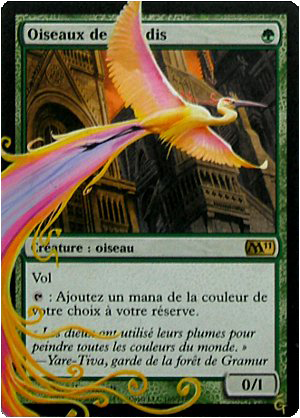 Oiseaux de dis
Créature : oiseau
M11
Vol
: Ajoutez un mana de la couleur de
votre choix à votre réserve.
Les dieux ont utilisé leurs plumes pour
peindre toutes les couleurs du monde. »
—Yare-Tiva, garde de la forêt de Gramur
0/1